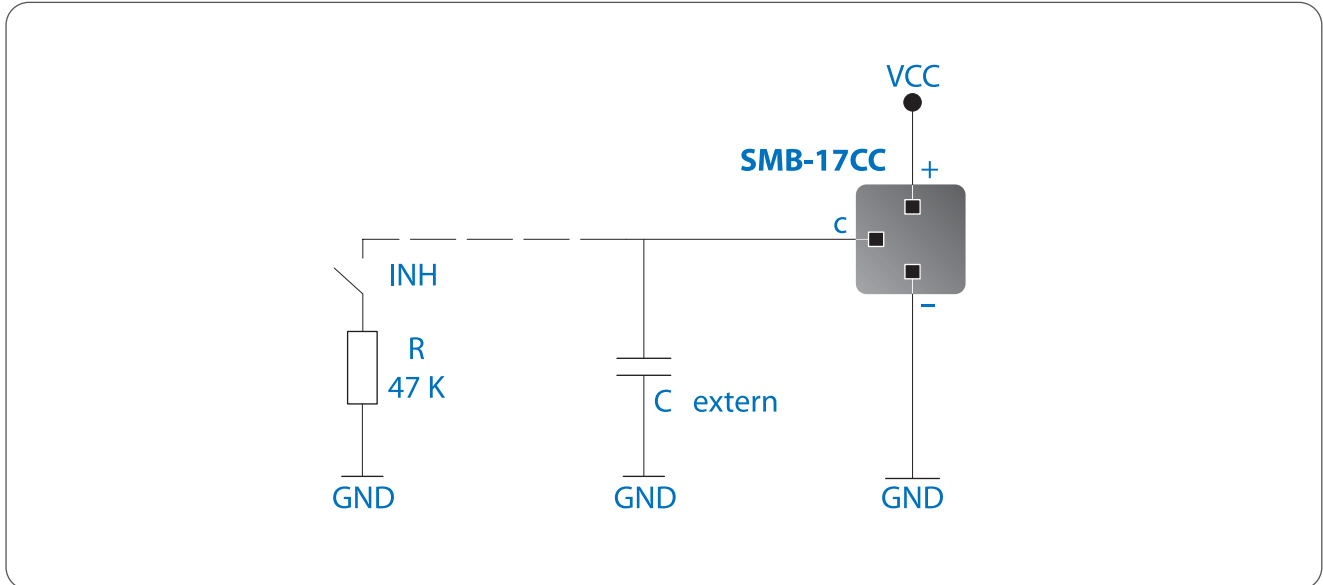 VCC
SMB-17CC
+
C
INH
–
R
47 K
C extern
GND
GND
GND